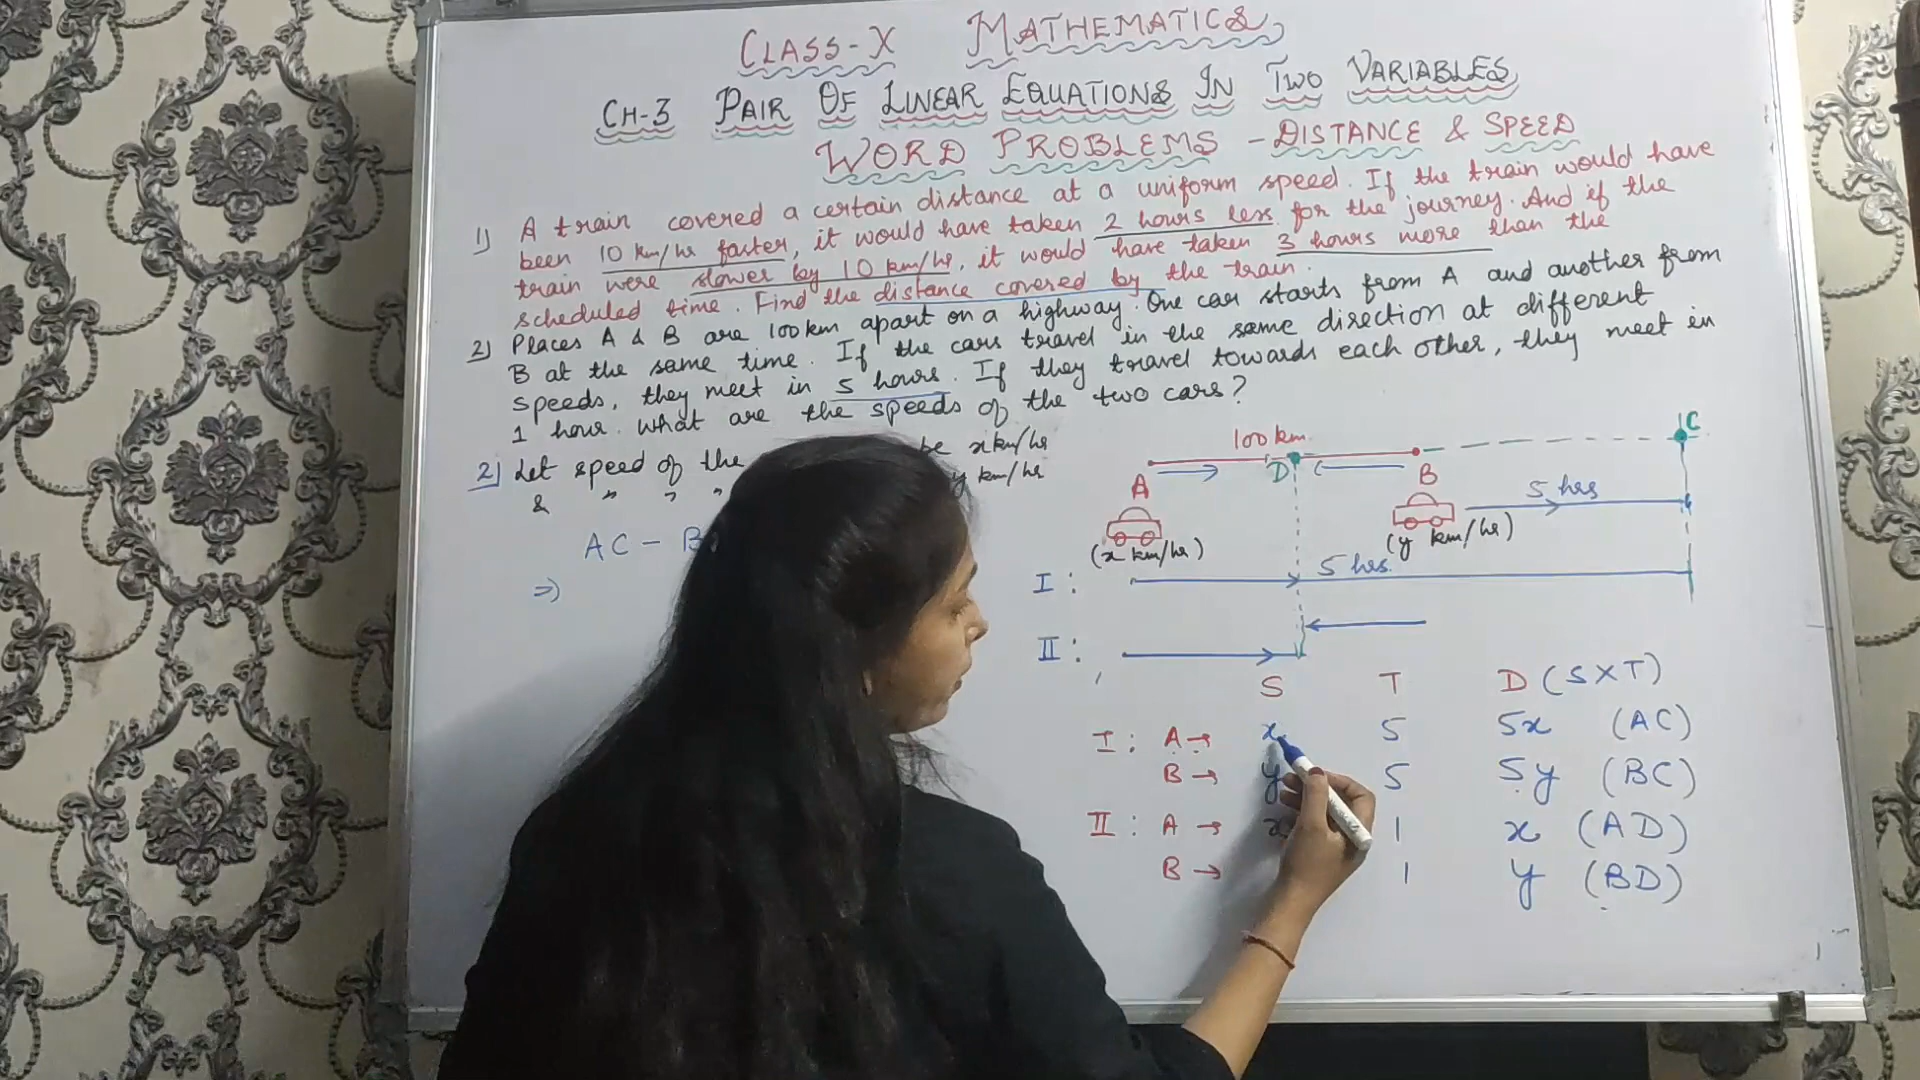 CLASS-X MATHEMATICS
CH-3 PAIR OF LINEAR EQUATIONS IN TWO VARIABLES
WORD PROBLEMS - DISTANCE & SPEED
1) A train covered a certain distance at a uniform speed. If the train would have
been 10 km/hr faster, it would have taken 2 hours less for the journey. And if the
train were slower by 10 km/hr, it would have taken 3 hours more than the
scheduled time. Find the distance covered by the train.
2) Places A & B are 100 km apart on a highway. One car starts from A and another from
B at the same time. If the cars travel in the same direction at different
speeds, they meet in 5 hours. If they travel towards each other, they meet in
1 hour. What are the speeds of the two cars?
2) Let speed of the be x km/hr
& " " " y km/hr
AC - B
=>
100 km
A D B C
5 hrs
(x km/hr) (y km/hr)
I : 5 hrs
II :
S T D (S×T)
I : A → x 5 5x (AC)
B → y 5 5y (BC)
II : A → x 1 x (AD)
B → 1 y (BD)